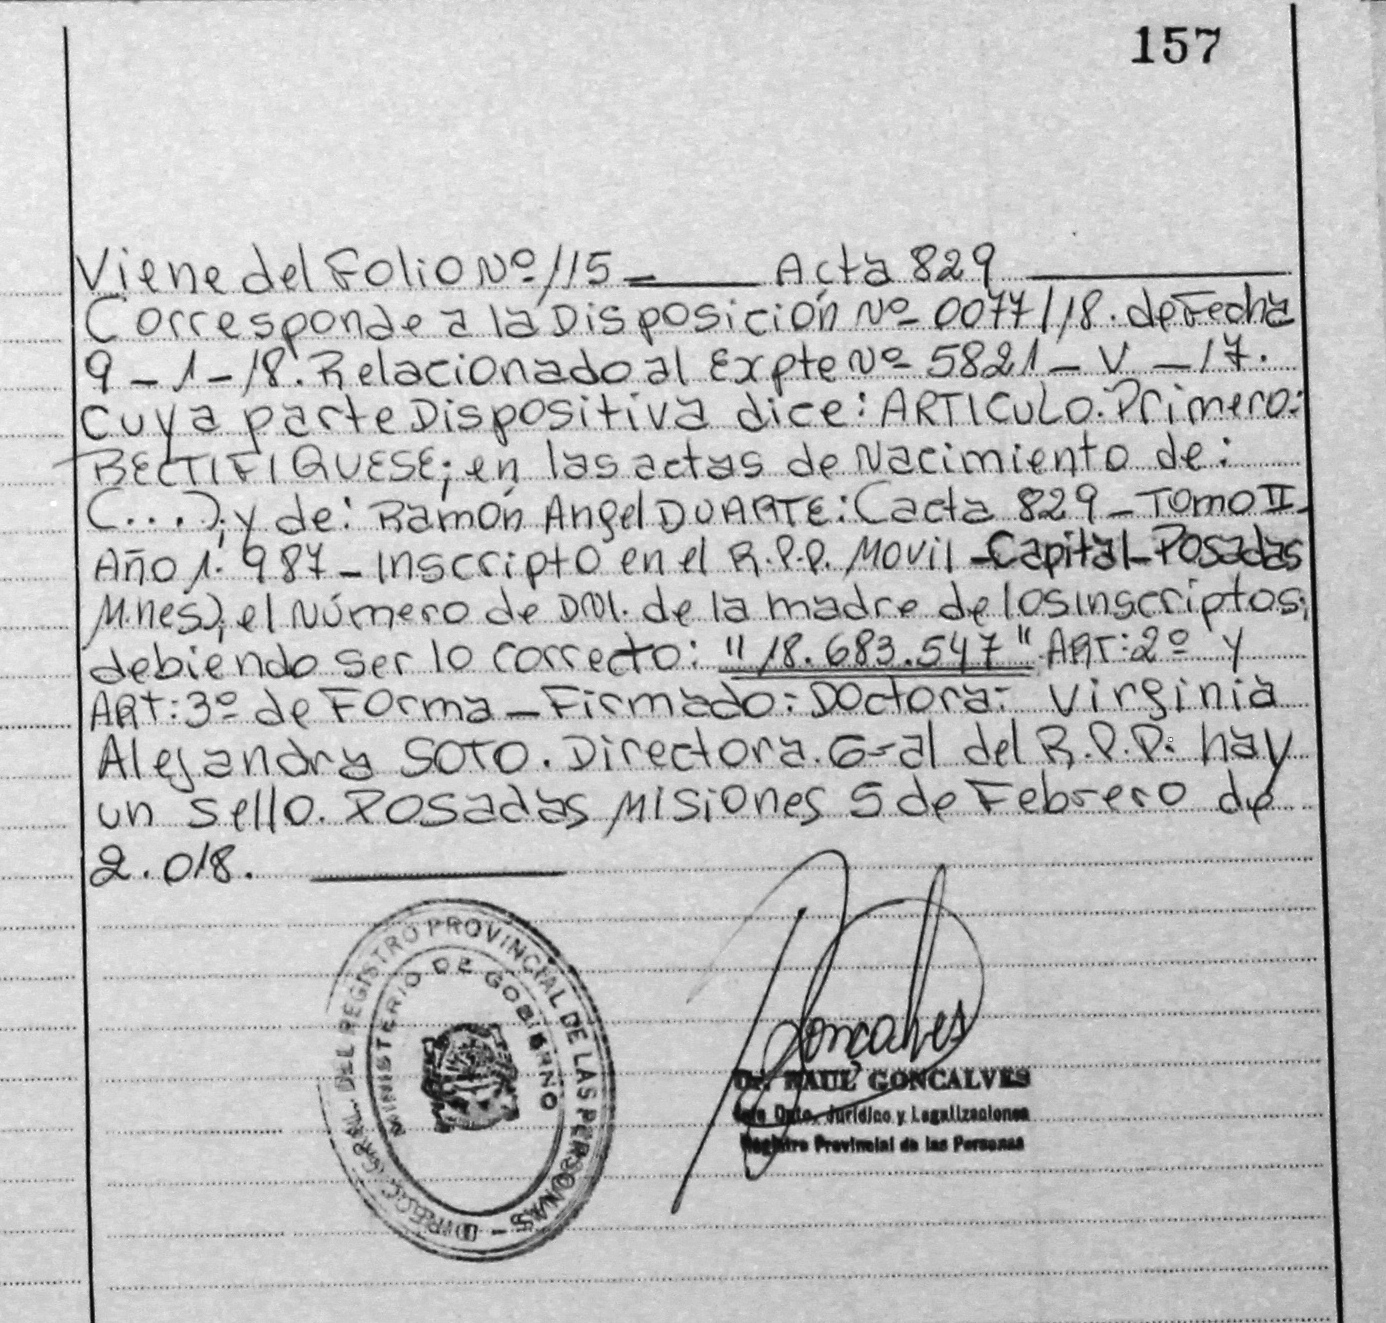 157
Viene del Folio Nº 115 - ____ Acta 829 ____
Corresponde a la Disposición Nº 0077/18. de Fecha
9-1-18. Relacionado al Expte Nº 5821-V-17.
Cuya parte Dispositiva dice: ARTICULO. Primero:
RECTIFIQUESE; en las actas de Nacimiento de:
(...); y de: Ramón Angel DUARTE: (acta 829 - Tomo II -
Año 1.987 - Inscripto en el R.P.P. Movil - Capital - Posadas
Mnes); el Número de DNI. de la madre de los inscriptos;
debiendo ser lo correcto: "18.683.547" ART: 2º y
ART: 3º de Forma - Firmado: Doctora: Virginia
Alejandra SOTO. Directora. G-al del R.P.P: hay
un sello. Posadas Misiones 5 de Febrero de
2.018. ____
DIRECC. GRAL. DEL REGISTRO PROVINCIAL DE LAS PERSONAS -
MINISTERIO DE GOBIERNO
Goncalves
Dr. RAUL GONCALVES
Jefe Dpto. Jurídico y Legalizaciones
Registro Provincial de las Personas